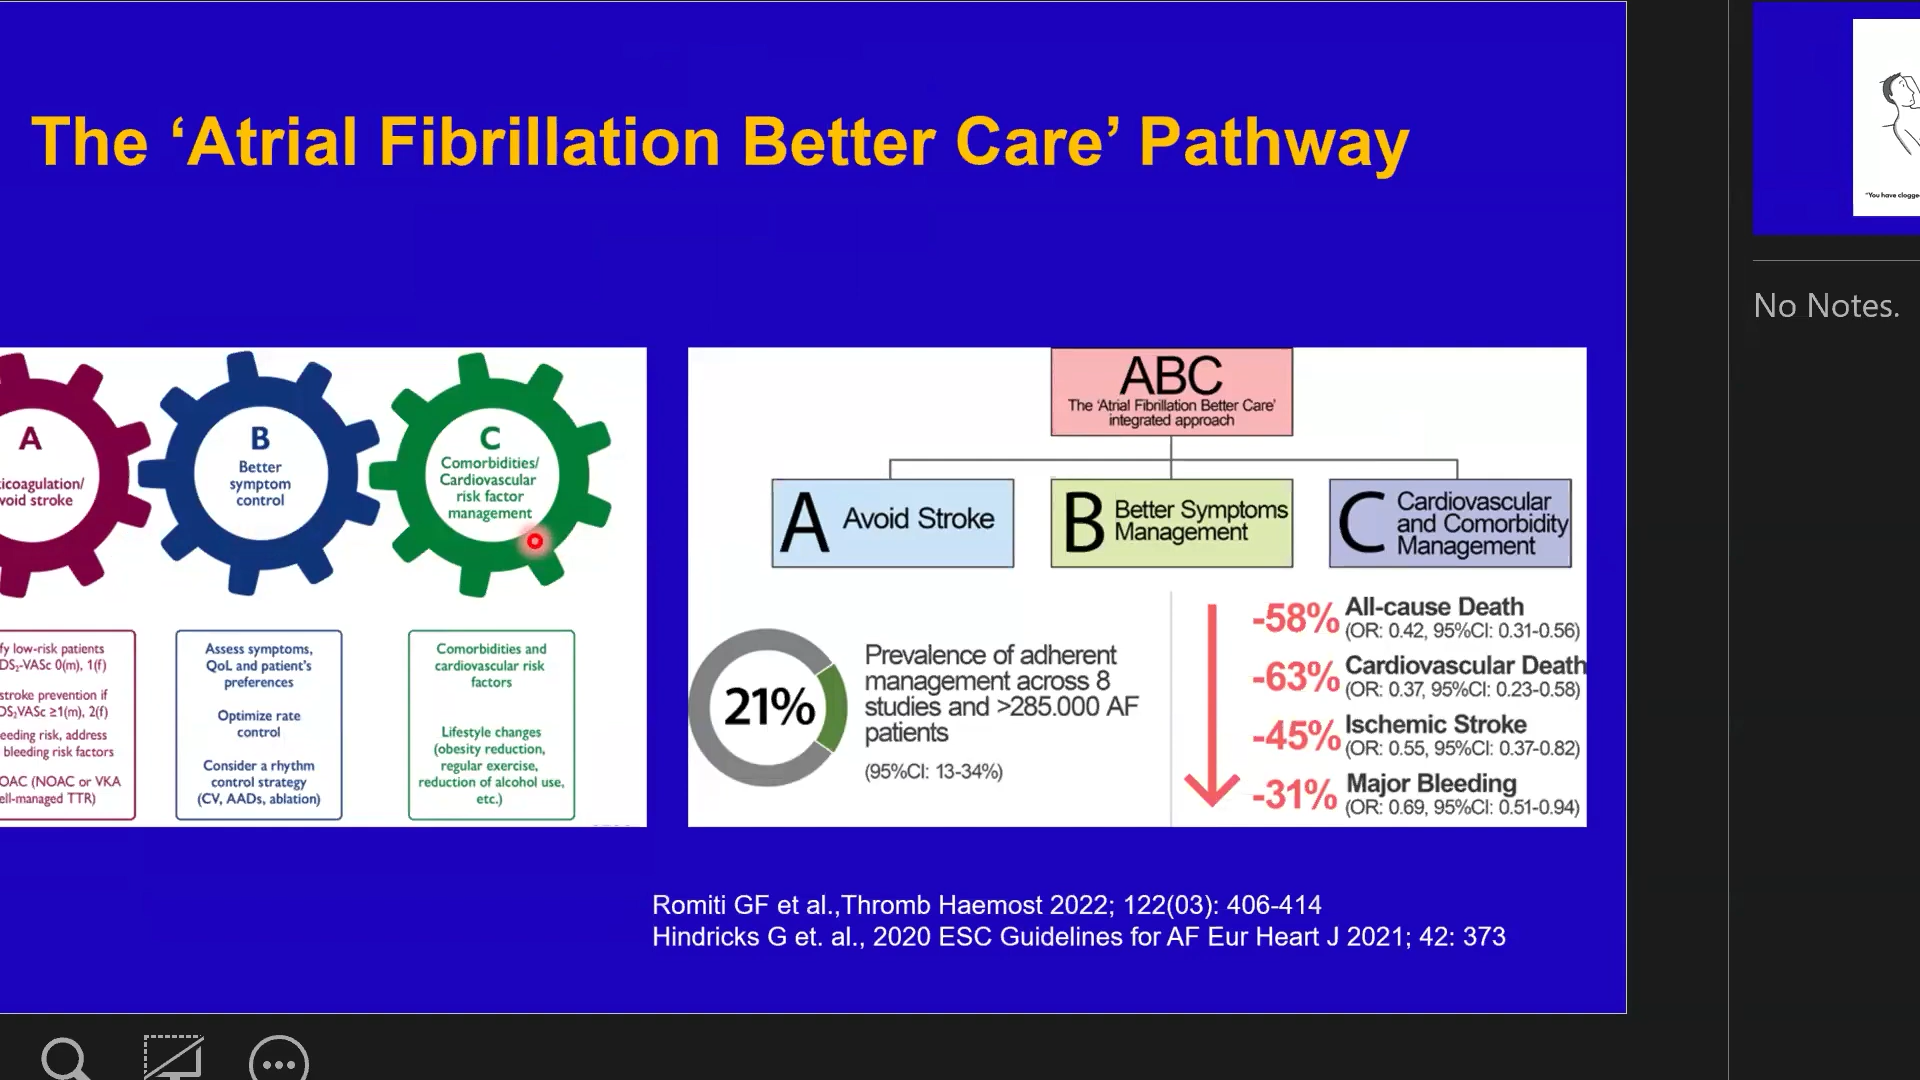 The ‘Atrial Fibrillation Better Care’ Pathway
"You have clogge
No Notes.
A
icoagulation/
void stroke
B
Better
symptom
control
C
Comorbidities/
Cardiovascular
risk factor
management
fy low-risk patients
DS₂-VASc 0(m), 1(f)
stroke prevention if
DS₂VASc ≥1(m), 2(f)
eeding risk, address
bleeding risk factors
OAC (NOAC or VKA
ell-managed TTR)
Assess symptoms,
QoL and patient's
preferences
Optimize rate
control
Consider a rhythm
control strategy
(CV, AADs, ablation)
Comorbidities and
cardiovascular risk
factors
Lifestyle changes
(obesity reduction,
regular exercise,
reduction of alcohol use,
etc.)
ABC
The 'Atrial Fibrillation Better Care'
integrated approach
A Avoid Stroke
B Better Symptoms
Management
C Cardiovascular
and Comorbidity
Management
21%
Prevalence of adherent
management across 8
studies and >285.000 AF
patients
(95%CI: 13-34%)
-58% All-cause Death
(OR: 0.42, 95%CI: 0.31-0.56)
-63% Cardiovascular Death
(OR: 0.37, 95%CI: 0.23-0.58)
-45% Ischemic Stroke
(OR: 0.55, 95%CI: 0.37-0.82)
-31% Major Bleeding
(OR: 0.69, 95%CI: 0.51-0.94)
Romiti GF et al.,Thromb Haemost 2022; 122(03): 406-414
Hindricks G et. al., 2020 ESC Guidelines for AF Eur Heart J 2021; 42: 373